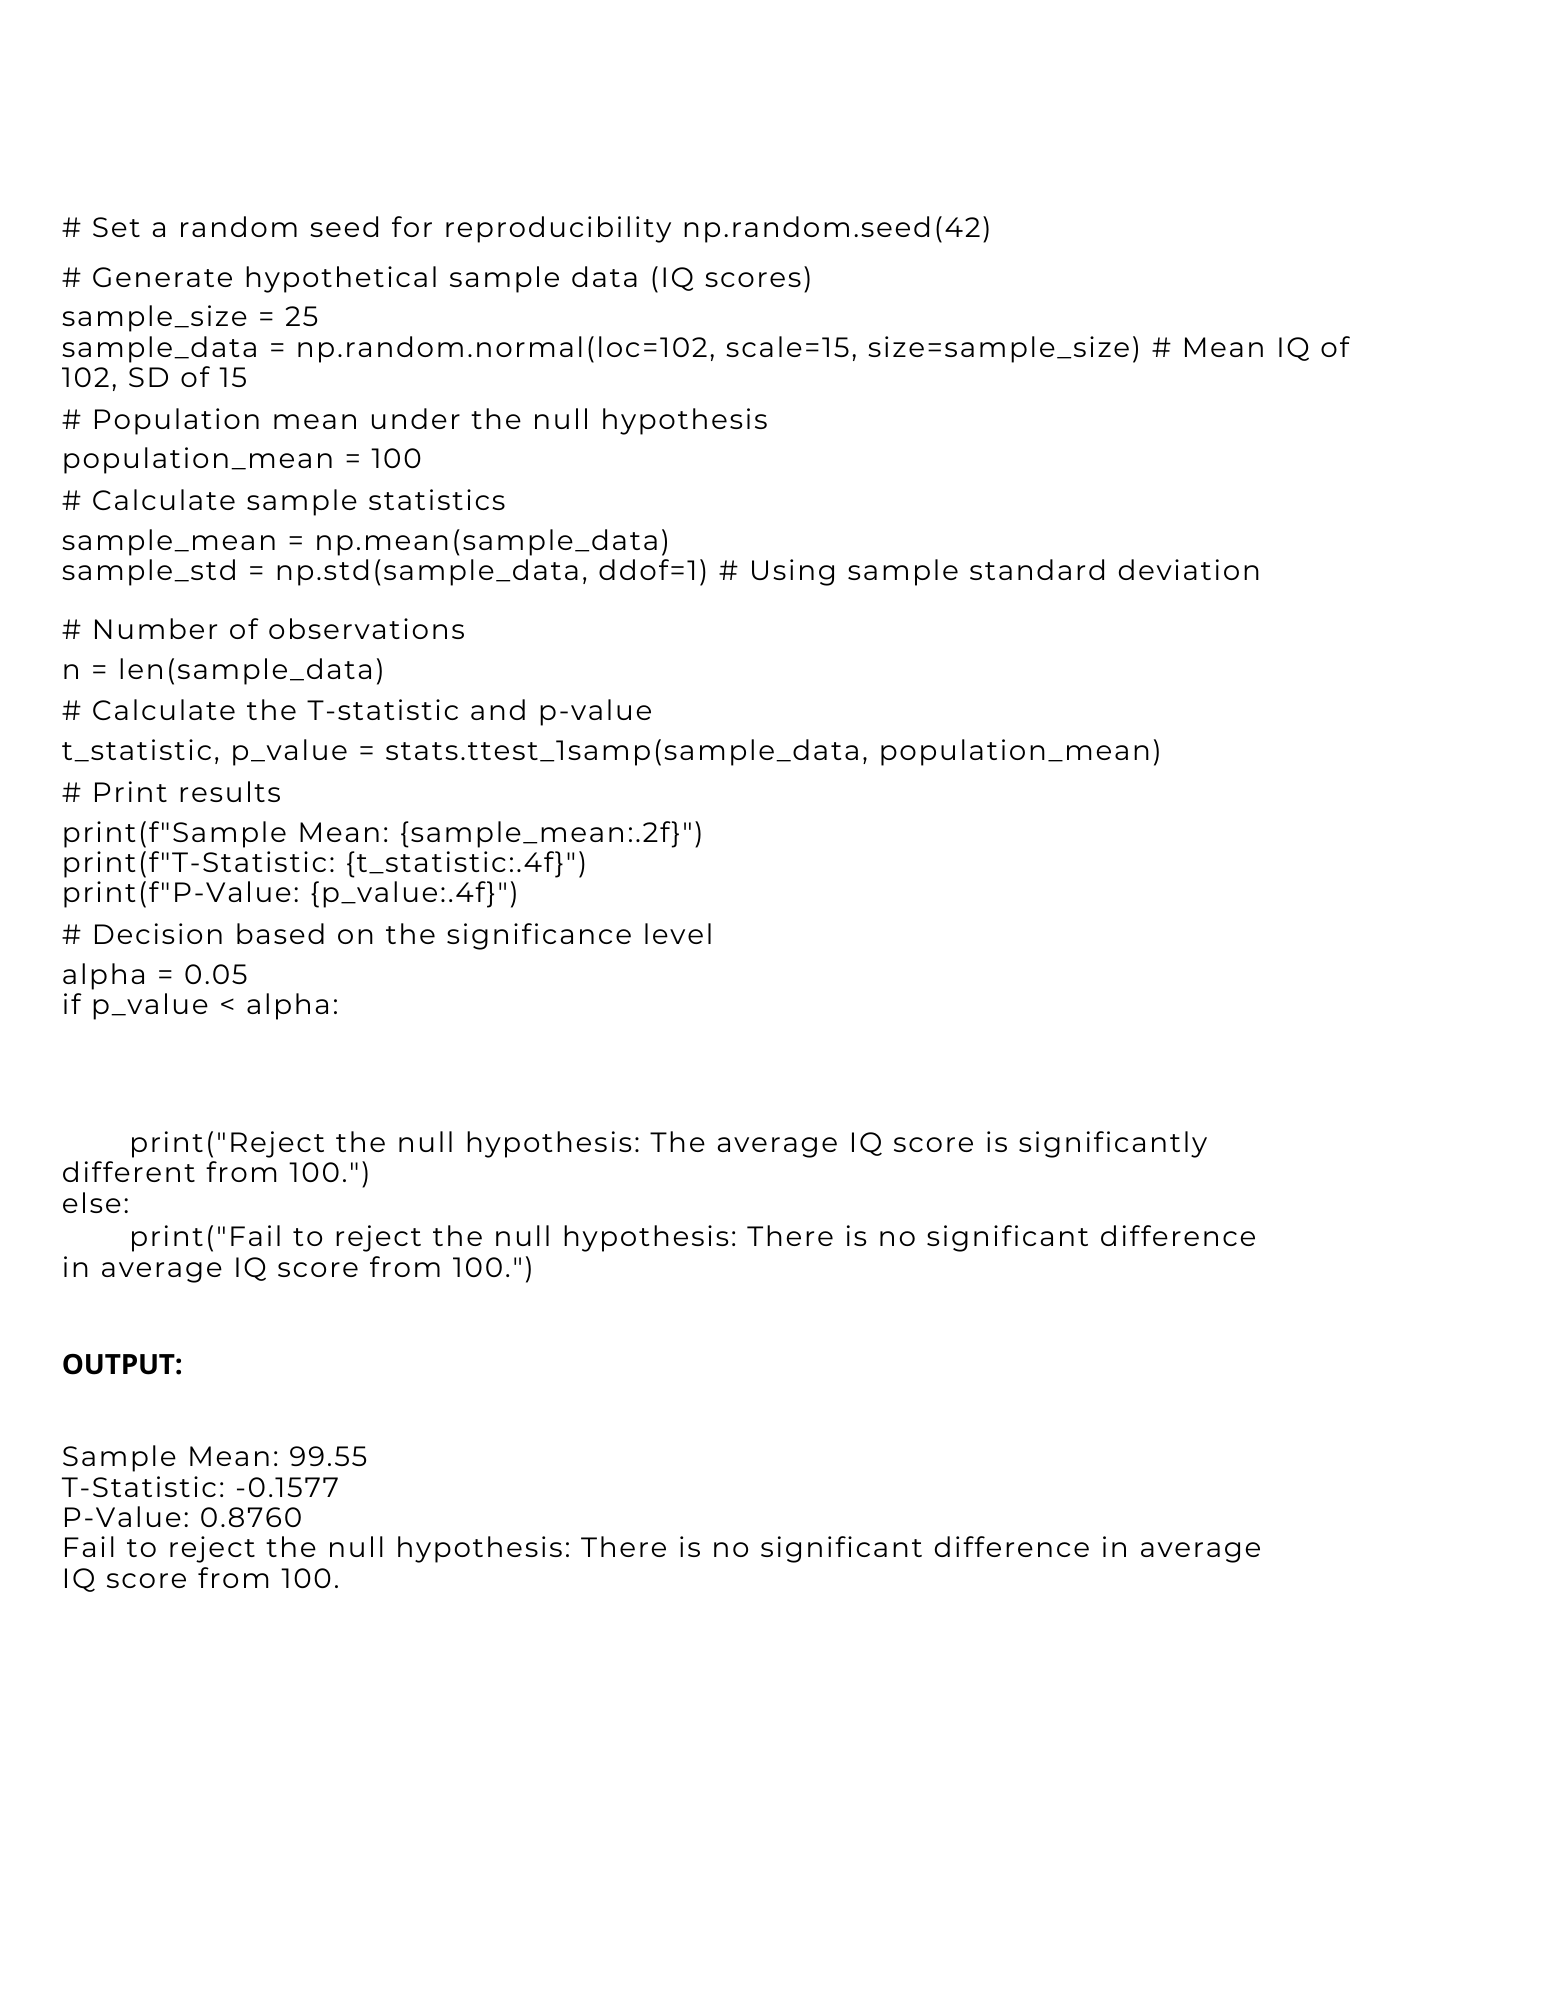 # Set a random seed for reproducibility np.random.seed(42)
# Generate hypothetical sample data (IQ scores)
sample_size = 25
sample_data = np.random.normal(loc=102, scale=15, size=sample_size) # Mean IQ of
102, SD of 15
# Population mean under the null hypothesis
population_mean = 100
# Calculate sample statistics
sample_mean = np.mean(sample_data)
sample_std = np.std(sample_data, ddof=1) # Using sample standard deviation
# Number of observations
n = len(sample_data)
# Calculate the T-statistic and p-value
t_statistic, p_value = stats.ttest_1samp(sample_data, population_mean)
# Print results
print(f"Sample Mean: {sample_mean:.2f}")
print(f"T-Statistic: {t_statistic:.4f}")
print(f"P-Value: {p_value:.4f}")
# Decision based on the significance level
alpha = 0.05
if p_value < alpha:
print("Reject the null hypothesis: The average IQ score is significantly
different from 100.")
else:
print("Fail to reject the null hypothesis: There is no significant difference
in average IQ score from 100.")
OUTPUT:
Sample Mean: 99.55
T-Statistic: -0.1577
P-Value: 0.8760
Fail to reject the null hypothesis: There is no significant difference in average
IQ score from 100.